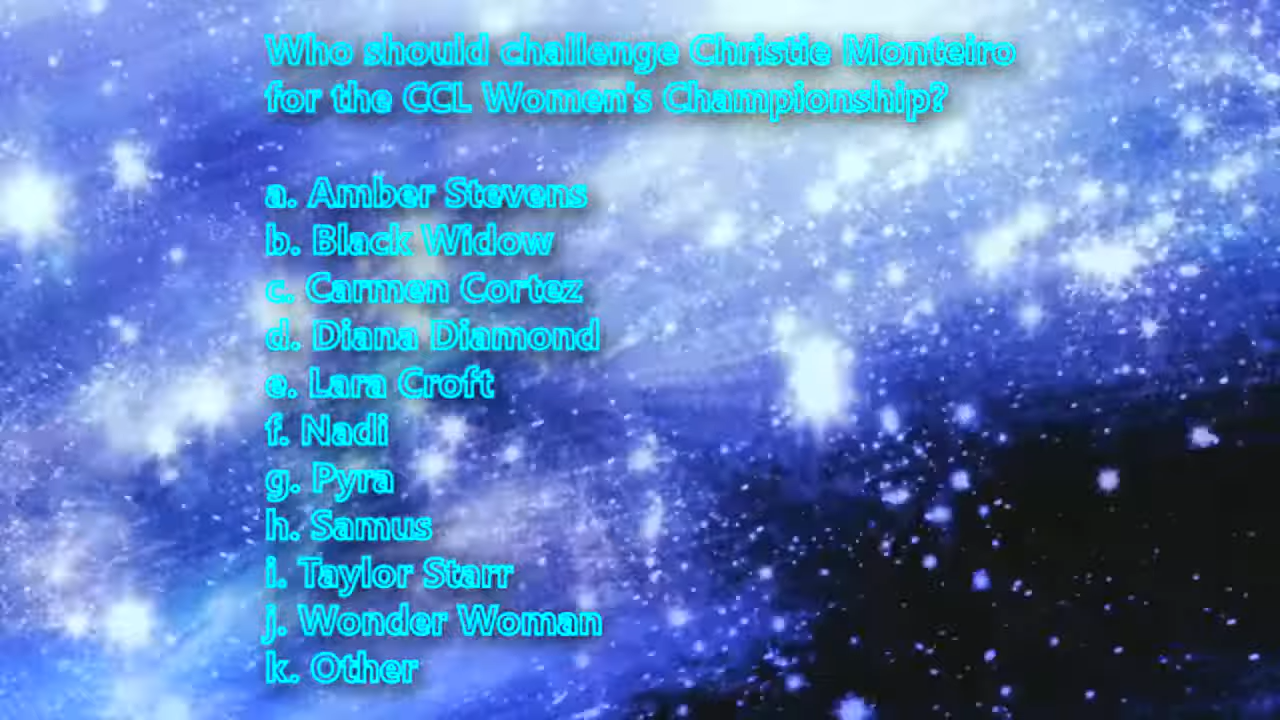 Who should challenge Christie Monteiro
for the CCL Women's Championship?
a. Amber Stevens
b. Black Widow
c. Carmen Cortez
d. Diana Diamond
e. Lara Croft
f. Nadi
g. Pyra
h. Samus
i. Taylor Starr
j. Wonder Woman
k. Other